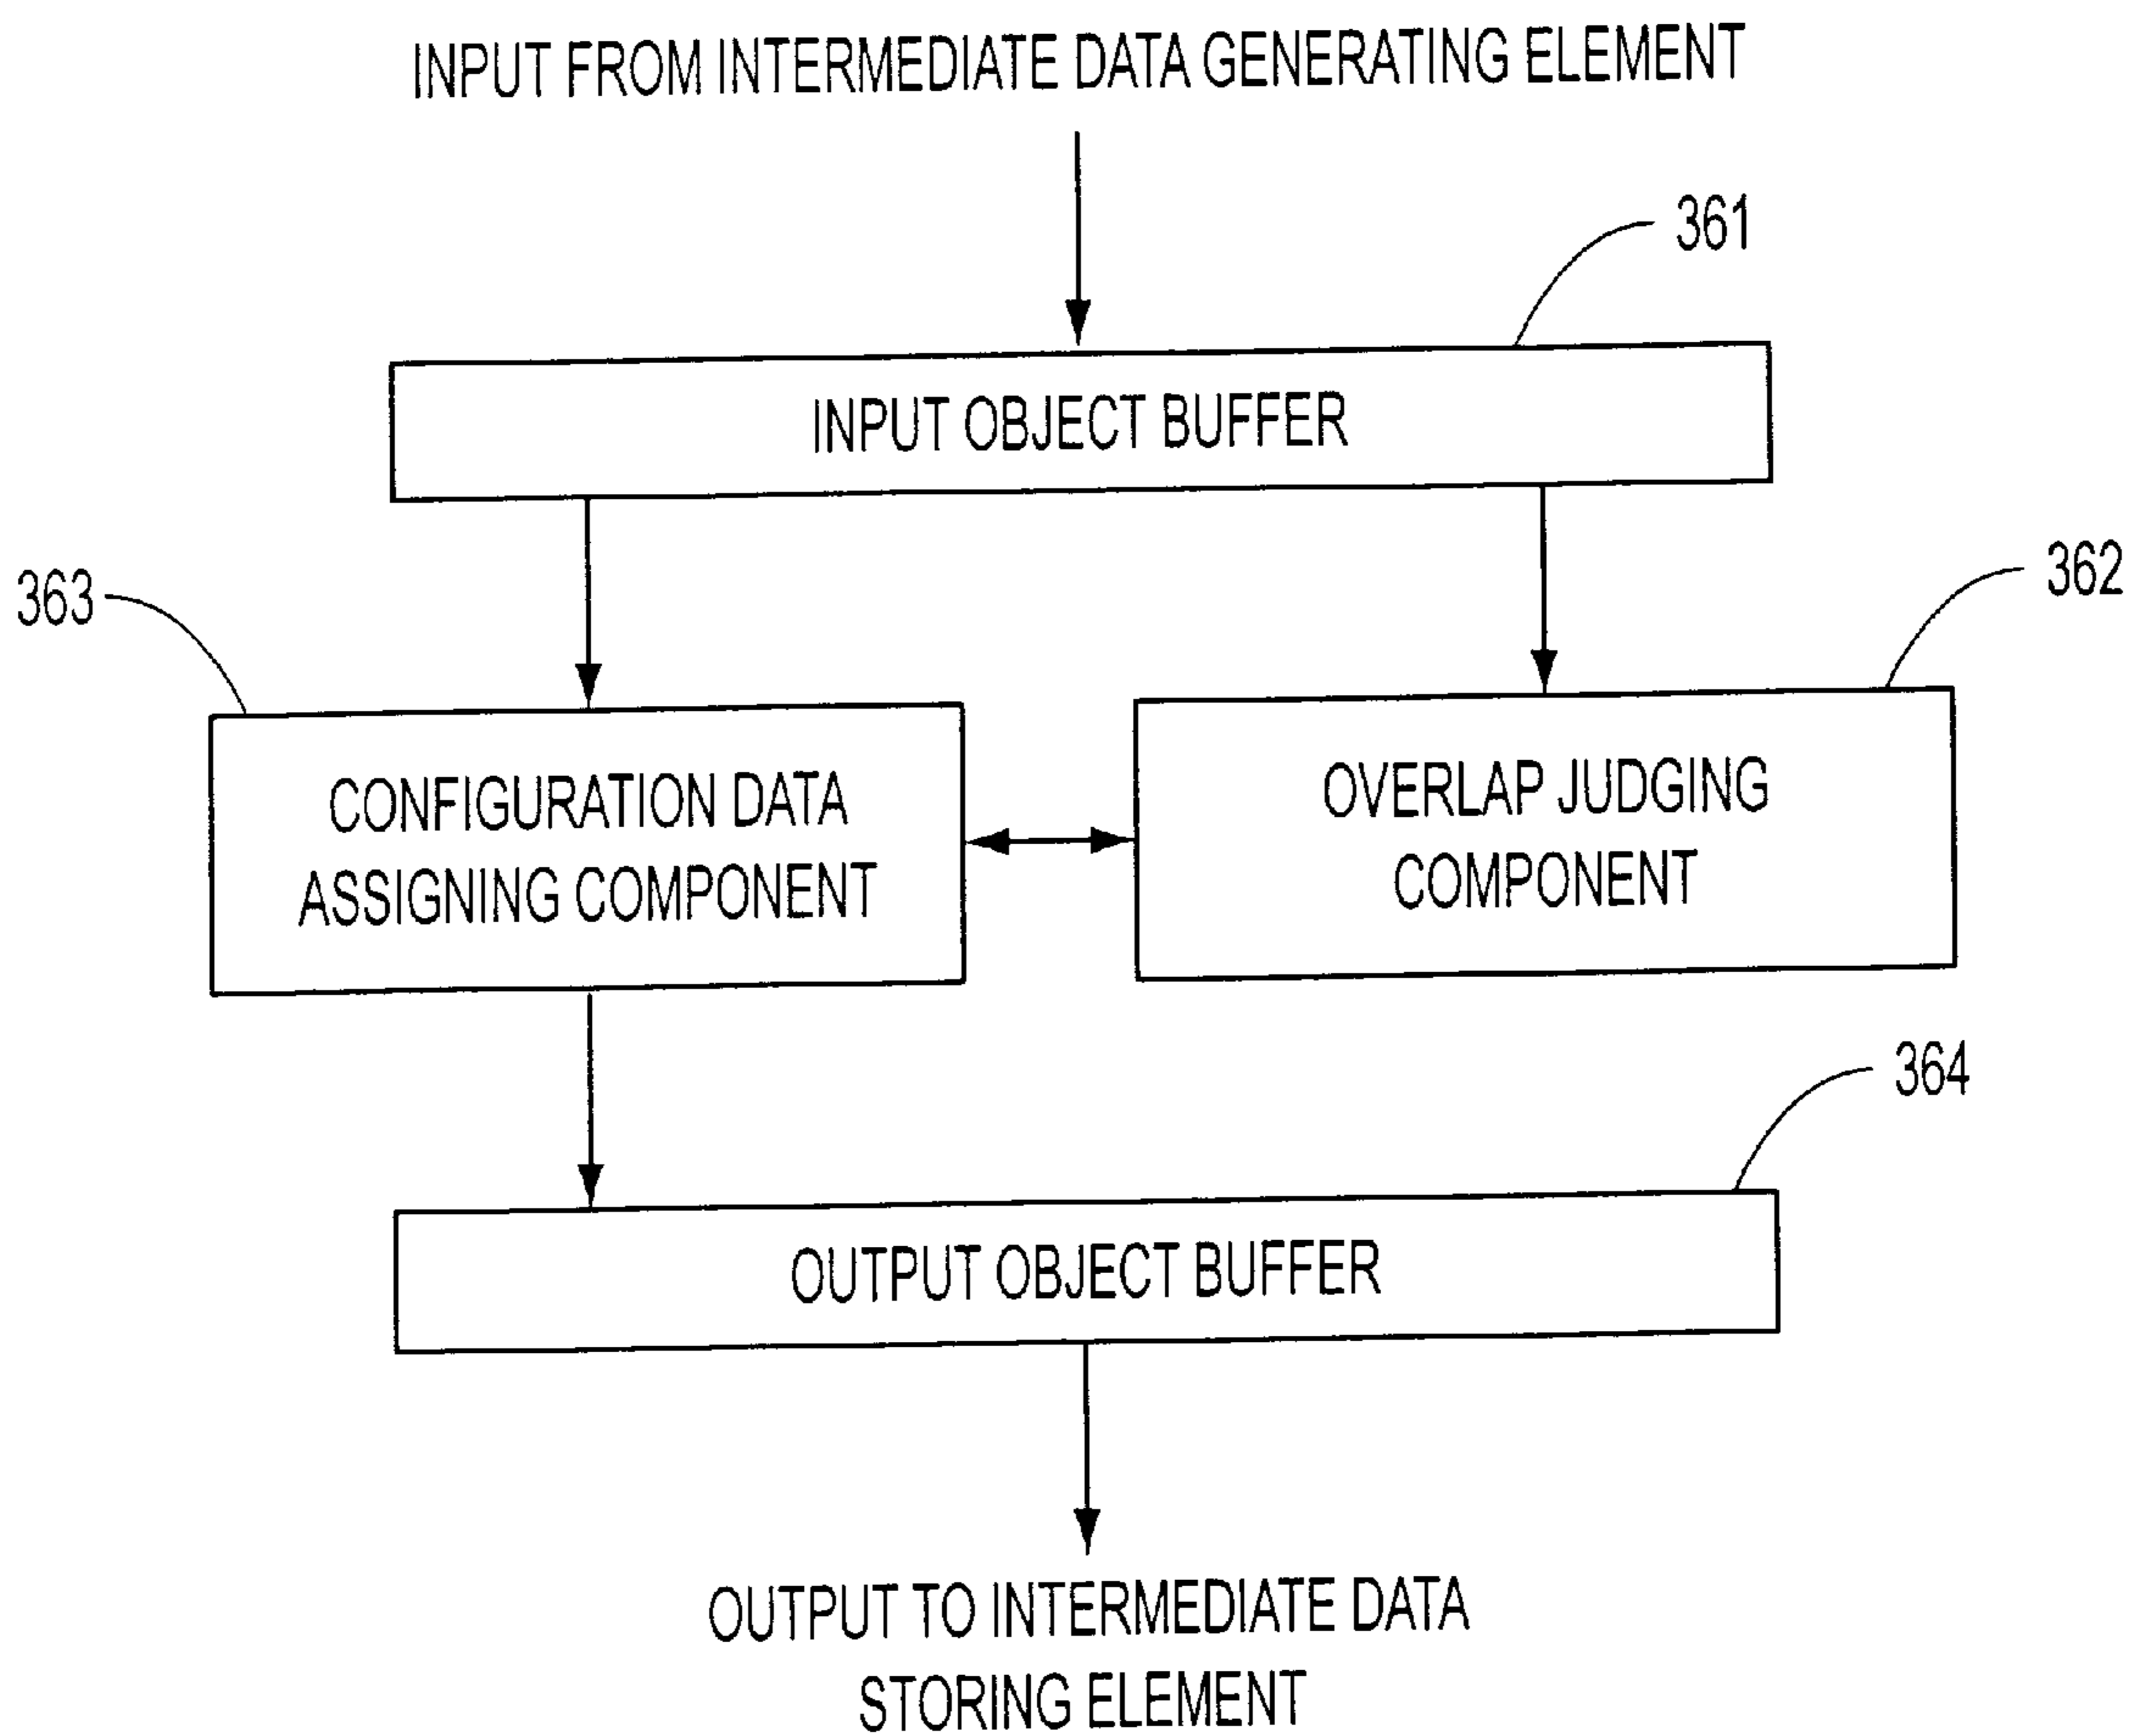 INPUT FROM INTERMEDIATE DATA GENERATING ELEMENT
361
INPUT OBJECT BUFFER
363
362
CONFIGURATION DATA
ASSIGNING COMPONENT
OVERLAP JUDGING
COMPONENT
364
OUTPUT OBJECT BUFFER
OUTPUT TO INTERMEDIATE DATA
STORING ELEMENT